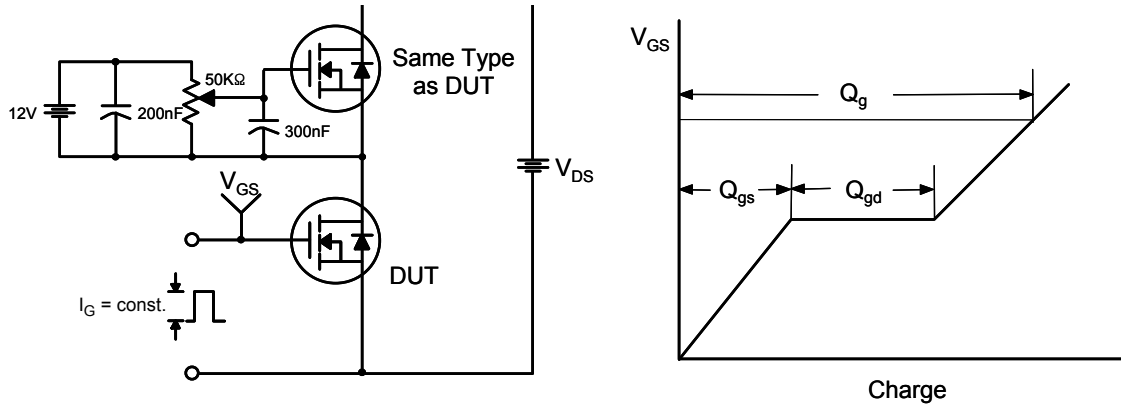 12V
200nF
50KΩ
300nF
Same Type
as DUT
V_GS
DUT
I_G = const.
V_DS
V_GS
Q_g
Q_gs
Q_gd
Charge